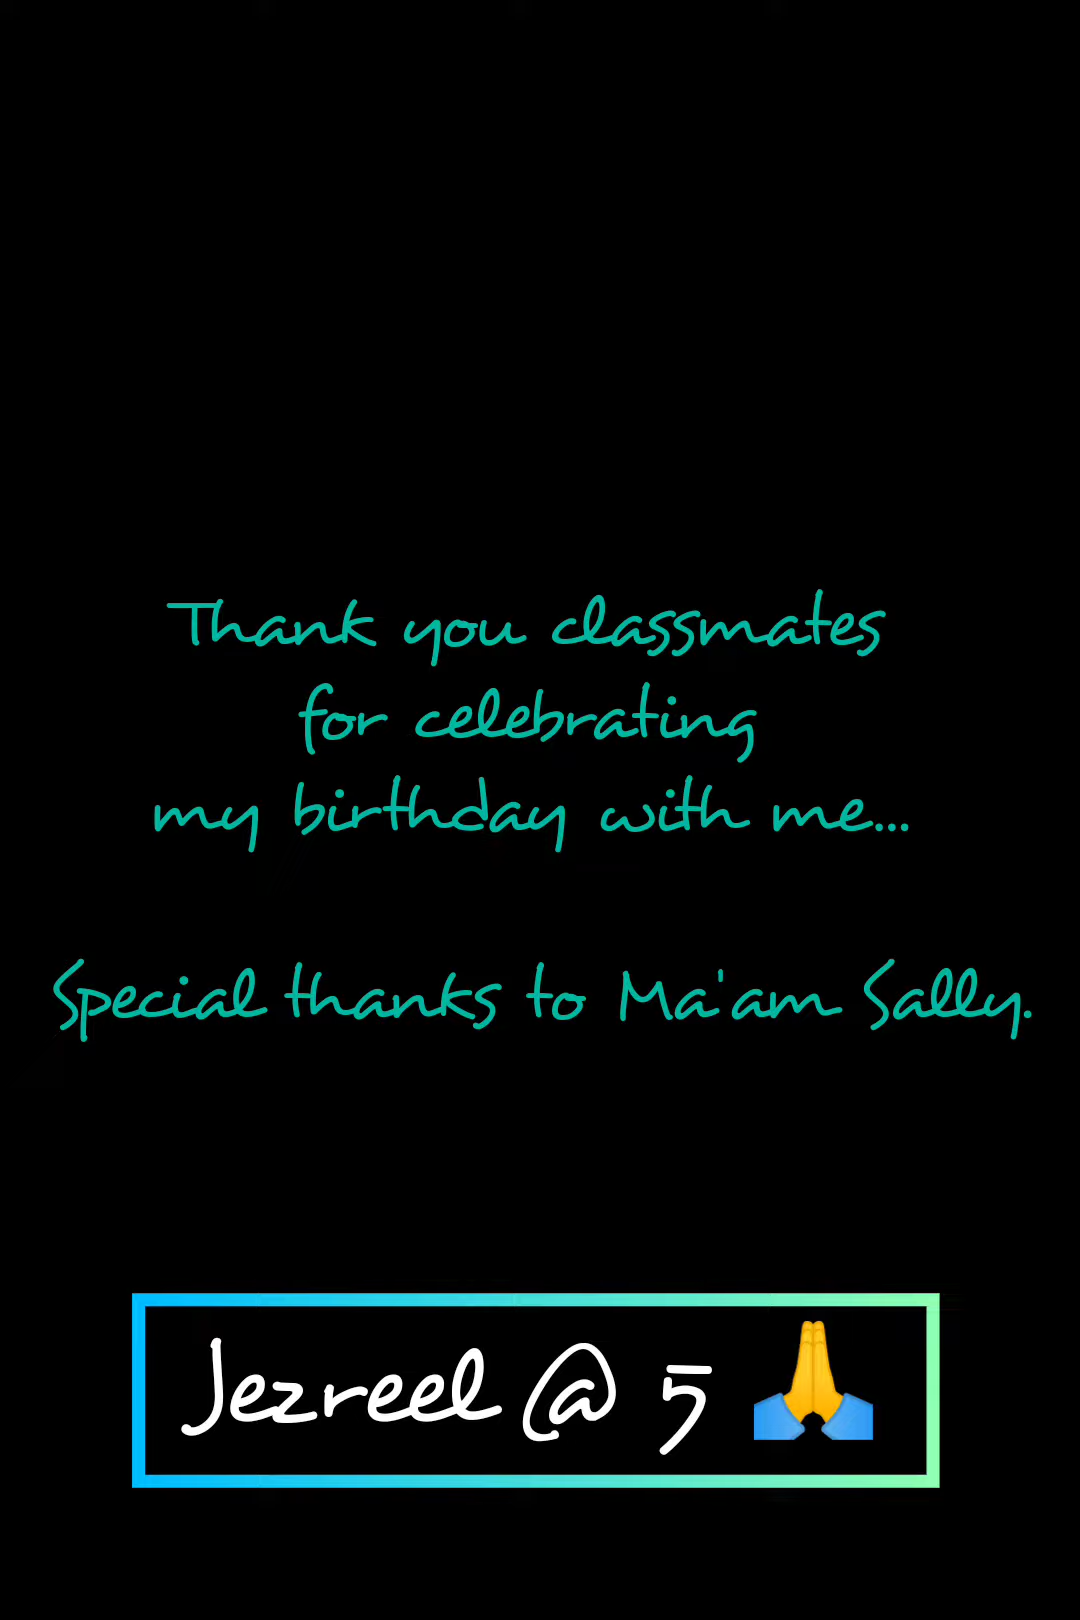 Thank you classmates
for celebrating
my birthday with me...
Special thanks to Ma'am Sally.
Jezreel @ 5 🙏